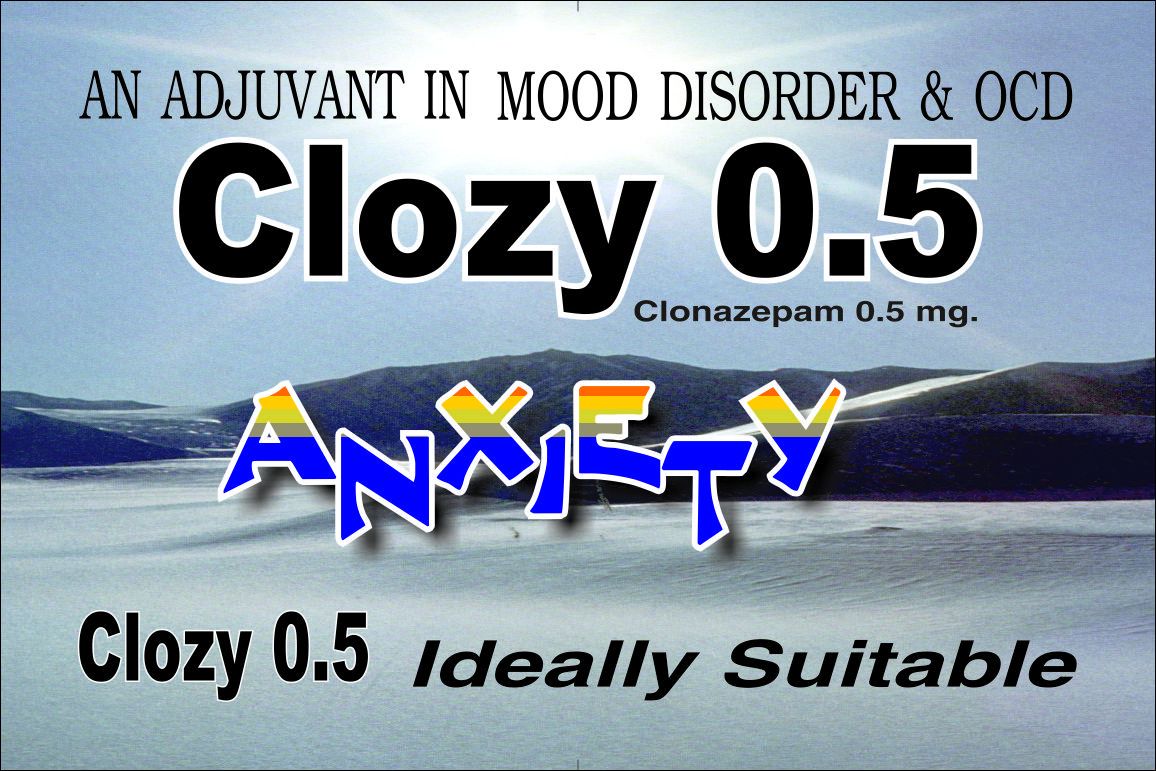 AN ADJUVANT IN MOOD DISORDER & OCD
Clozy 0.5
Clonazepam 0.5 mg.
ANXIETY
Clozy 0.5 Ideally Suitable